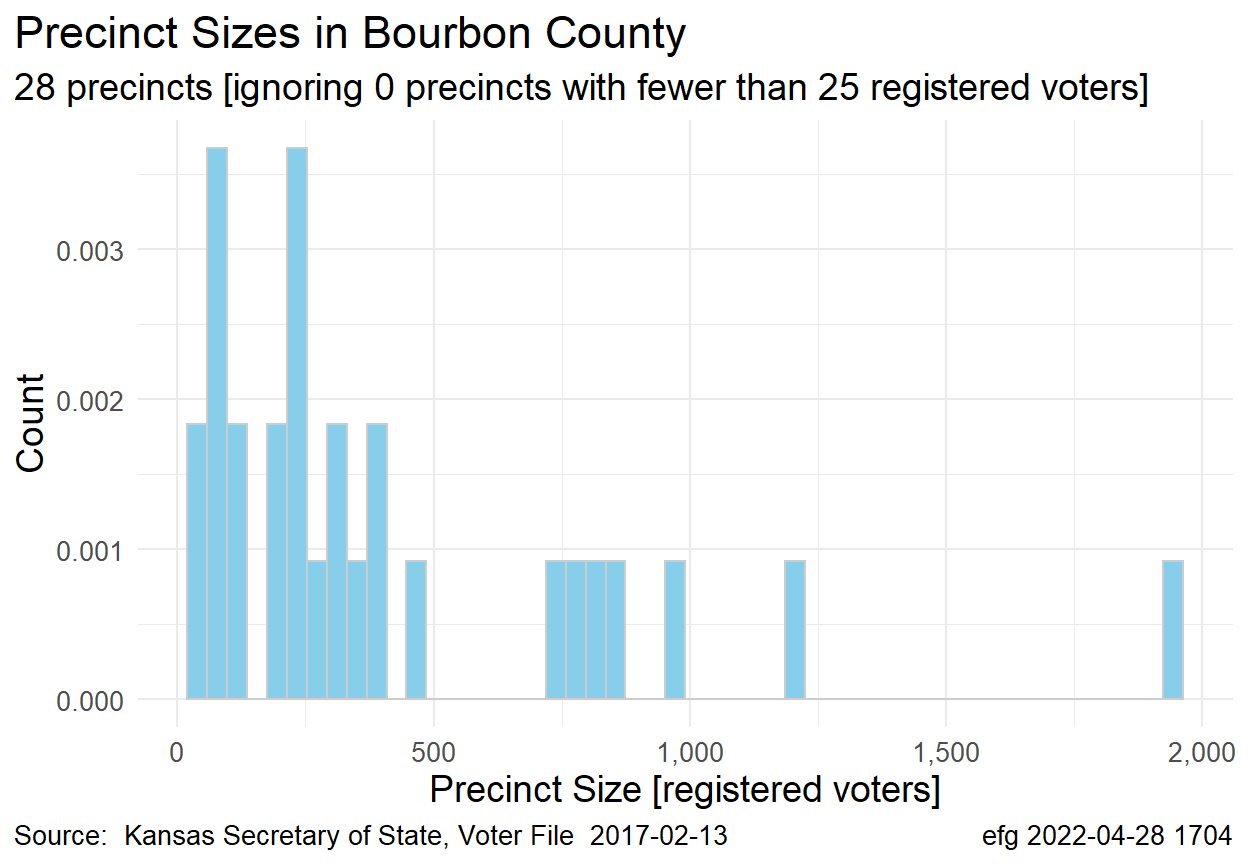 Precinct Sizes in Bourbon County
28 precincts [ignoring 0 precincts with fewer than 25 registered voters]
Count
0.003
0.002
0.001
0.000
0 500 1,000 1,500 2,000
Precinct Size [registered voters]
Source:  Kansas Secretary of State, Voter File  2017-02-13 efg 2022-04-28 1704